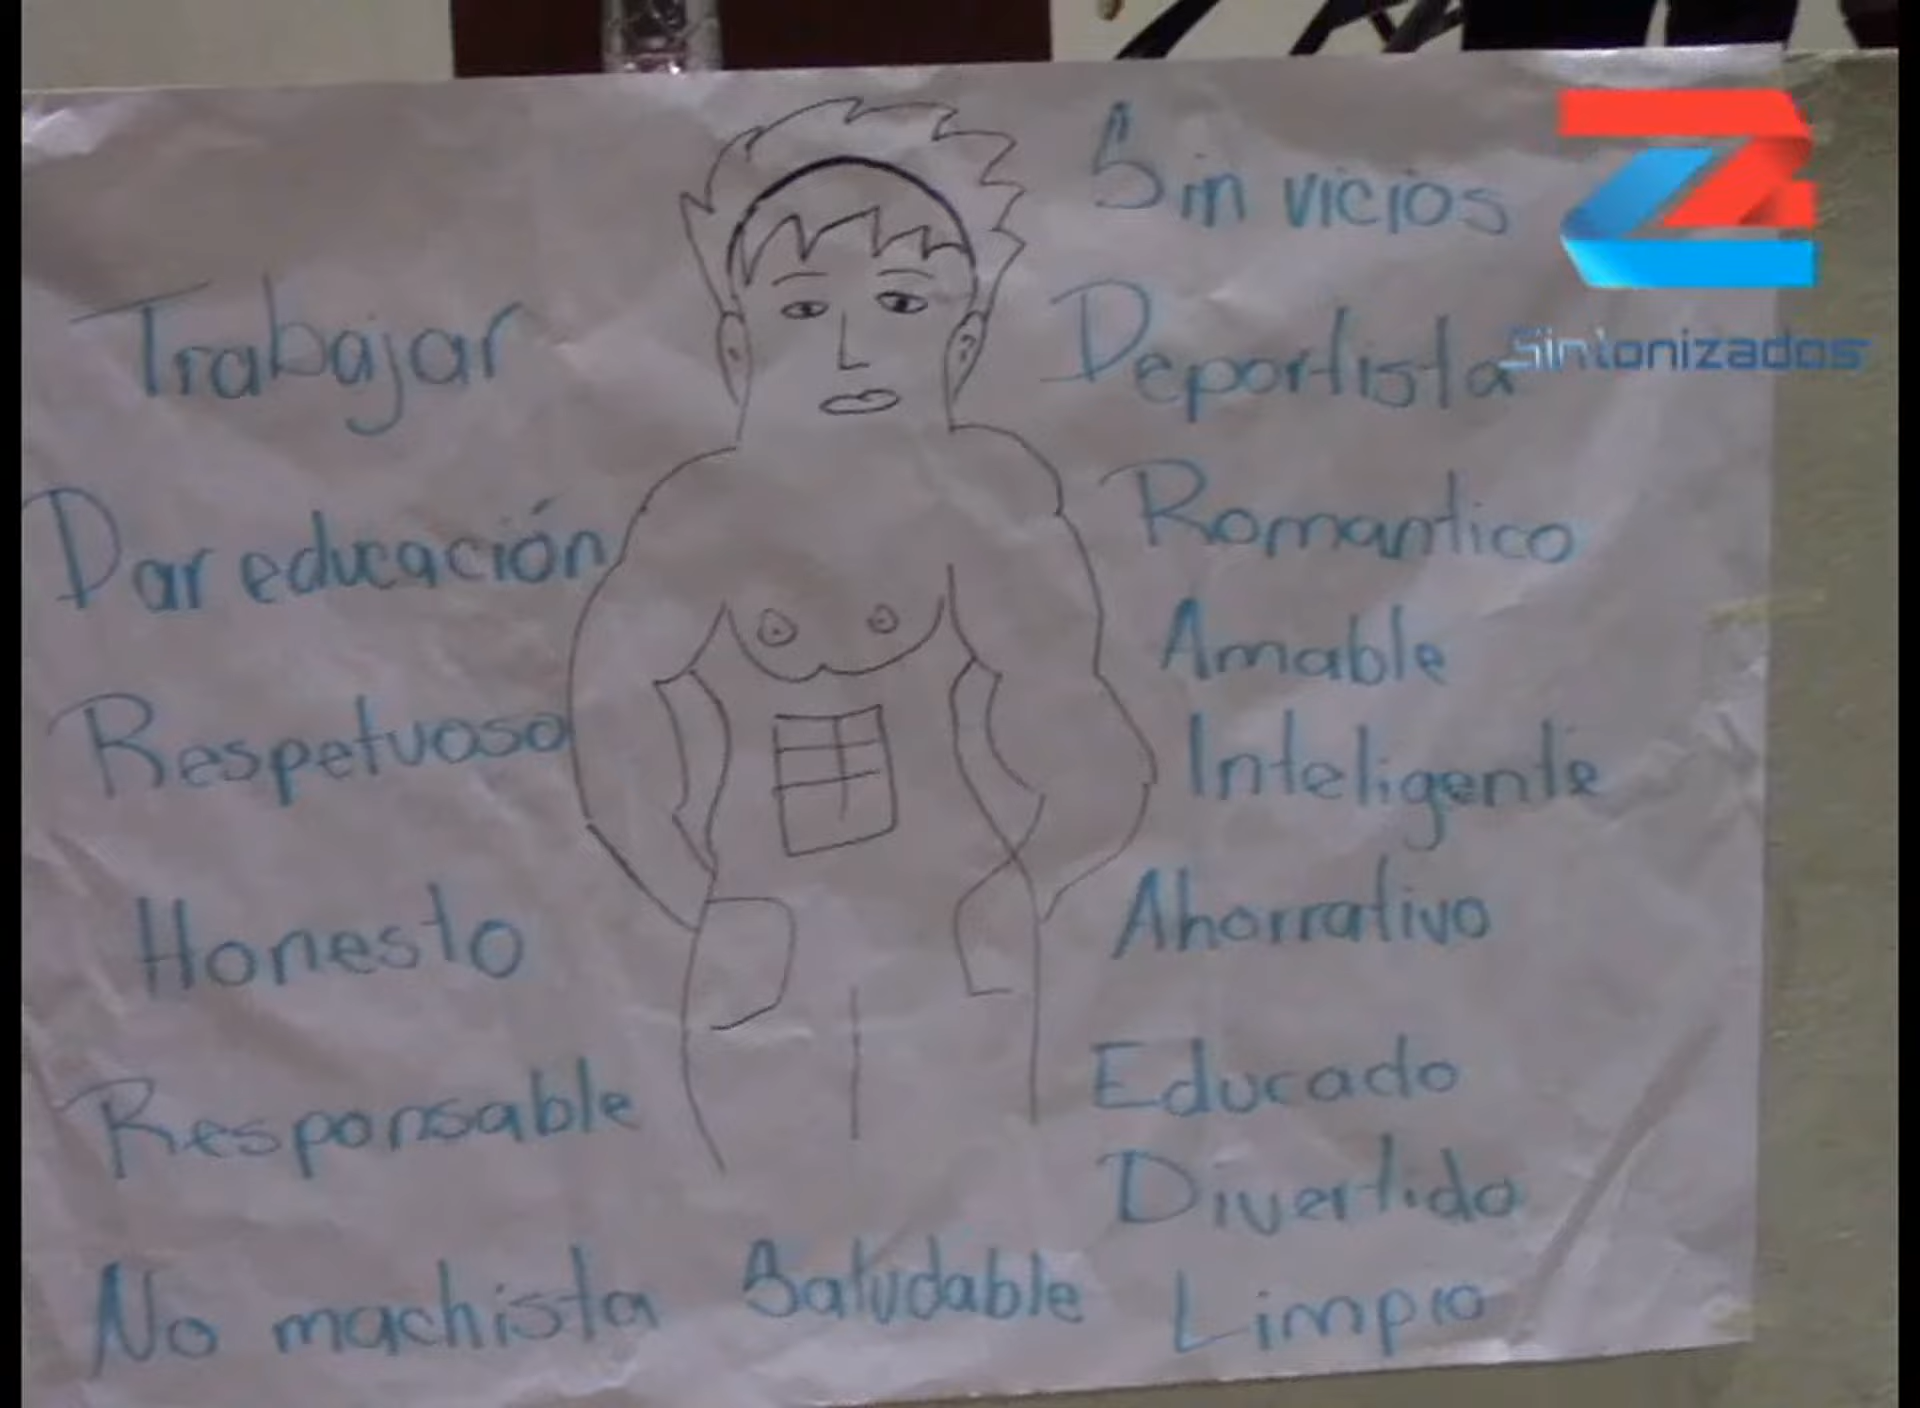 Sin vicios
Sintonizados
Trabajar
Deportista
Dar educación
Romantico
Amable
Respetuoso
Inteligente
Honesto
Ahorrativo
Responsable
Educado
Divertido
No machista
Saludable
Limpio